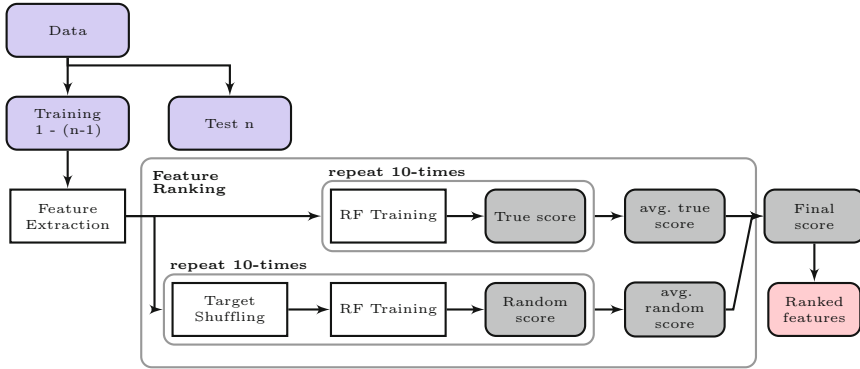 Data
Training
1 - (n-1)
Test n
Feature
Ranking
repeat 10-times
Feature
Extraction
RF Training
True score
avg. true
score
Final
score
repeat 10-times
Target
Shuffling
RF Training
Random
score
avg.
random
score
Ranked
features